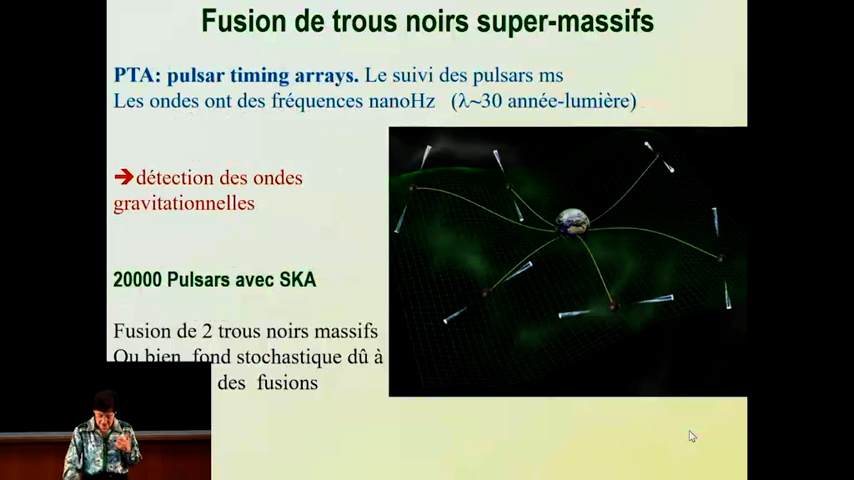 Fusion de trous noirs super-massifs
PTA: pulsar timing arrays. Le suivi des pulsars ms
Les ondes ont des fréquences nanoHz (λ~30 année-lumière)
➔détection des ondes
gravitationnelles
20000 Pulsars avec SKA
Fusion de 2 trous noirs massifs
Ou bien fond stochastique dû à
des fusions